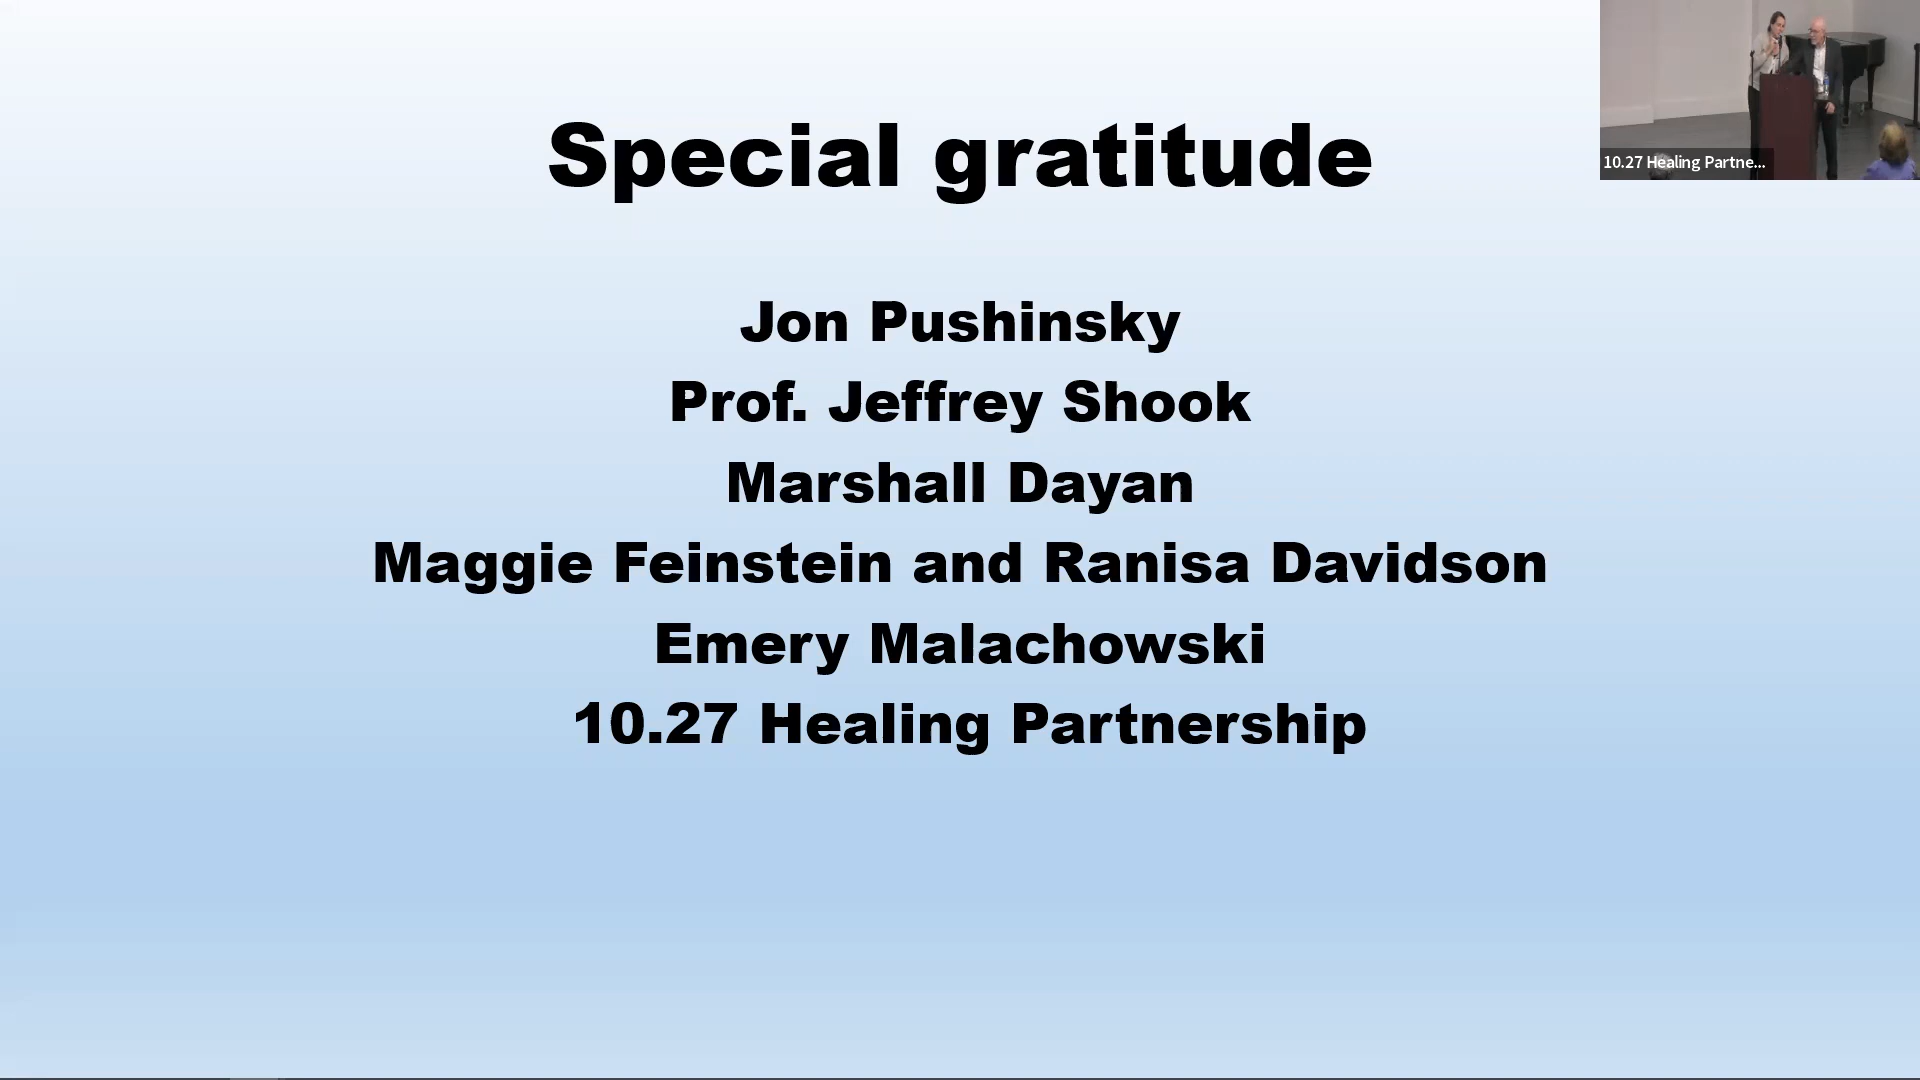 Special gratitude
Jon Pushinsky
Prof. Jeffrey Shook
Marshall Dayan
Maggie Feinstein and Ranisa Davidson
Emery Malachowski
10.27 Healing Partnership
10.27 Healing Partne...